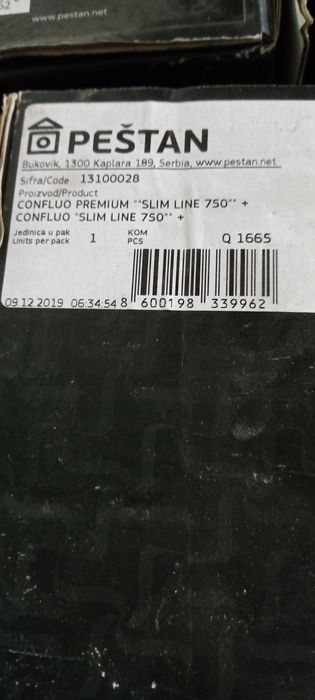 52"
www.pestan.net
PEŠTAN
Bukovik, 1300 Kaplara 189, Serbia, www.pestan.net
Sifra/Code 13100028
Proizvod/Product
CONFLUO PREMIUM ""SLIM LINE 750"" +
CONFLUO "SLIM LINE 750"" +
Jedinica u pak 1 KOM Q 1665
Units per pack PCS
09.12.2019 06:34:54 8 600198 339962